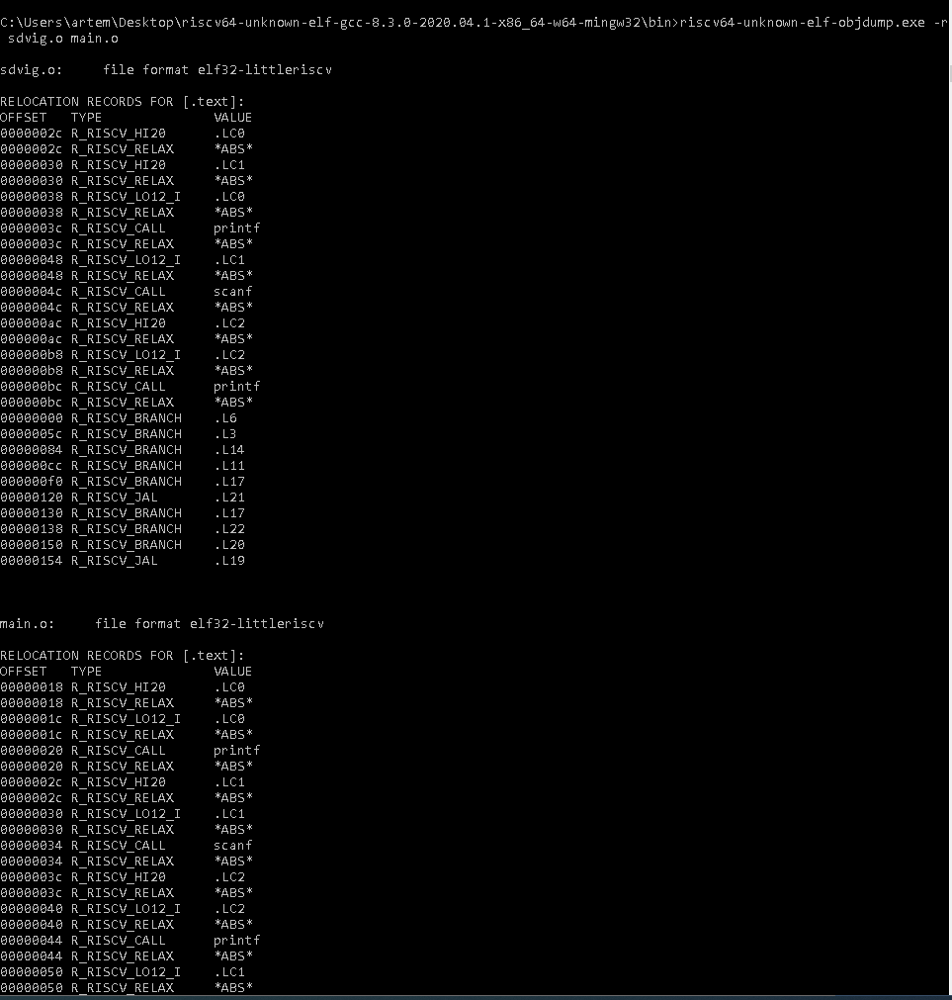 C:\Users\artem\Desktop\riscv64-unknown-elf-gcc-8.3.0-2020.04.1-x86_64-w64-mingw32\bin>riscv64-unknown-elf-objdump.exe -r
 sdvig.o main.o
sdvig.o:     file format elf32-littleriscv
RELOCATION RECORDS FOR [.text]:
OFFSET   TYPE              VALUE
0000002c R_RISCV_HI20      .LC0
0000002c R_RISCV_RELAX     *ABS*
00000030 R_RISCV_HI20      .LC1
00000030 R_RISCV_RELAX     *ABS*
00000038 R_RISCV_LO12_I    .LC0
00000038 R_RISCV_RELAX     *ABS*
0000003c R_RISCV_CALL      printf
0000003c R_RISCV_RELAX     *ABS*
00000048 R_RISCV_LO12_I    .LC1
00000048 R_RISCV_RELAX     *ABS*
0000004c R_RISCV_CALL      scanf
0000004c R_RISCV_RELAX     *ABS*
000000ac R_RISCV_HI20      .LC2
000000ac R_RISCV_RELAX     *ABS*
000000b8 R_RISCV_LO12_I    .LC2
000000b8 R_RISCV_RELAX     *ABS*
000000bc R_RISCV_CALL      printf
000000bc R_RISCV_RELAX     *ABS*
00000000 R_RISCV_BRANCH    .L6
0000005c R_RISCV_BRANCH    .L3
00000084 R_RISCV_BRANCH    .L14
000000cc R_RISCV_BRANCH    .L11
000000f0 R_RISCV_BRANCH    .L17
00000120 R_RISCV_JAL       .L21
00000130 R_RISCV_BRANCH    .L17
00000138 R_RISCV_BRANCH    .L22
00000150 R_RISCV_BRANCH    .L20
00000154 R_RISCV_JAL       .L19
main.o:     file format elf32-littleriscv
RELOCATION RECORDS FOR [.text]:
OFFSET   TYPE              VALUE
00000018 R_RISCV_HI20      .LC0
00000018 R_RISCV_RELAX     *ABS*
0000001c R_RISCV_LO12_I    .LC0
0000001c R_RISCV_RELAX     *ABS*
00000020 R_RISCV_CALL      printf
00000020 R_RISCV_RELAX     *ABS*
0000002c R_RISCV_HI20      .LC1
0000002c R_RISCV_RELAX     *ABS*
00000030 R_RISCV_LO12_I    .LC1
00000030 R_RISCV_RELAX     *ABS*
00000034 R_RISCV_CALL      scanf
00000034 R_RISCV_RELAX     *ABS*
0000003c R_RISCV_HI20      .LC2
0000003c R_RISCV_RELAX     *ABS*
00000040 R_RISCV_LO12_I    .LC2
00000040 R_RISCV_RELAX     *ABS*
00000044 R_RISCV_CALL      printf
00000044 R_RISCV_RELAX     *ABS*
00000050 R_RISCV_LO12_I    .LC1
00000050 R_RISCV_RELAX     *ABS*